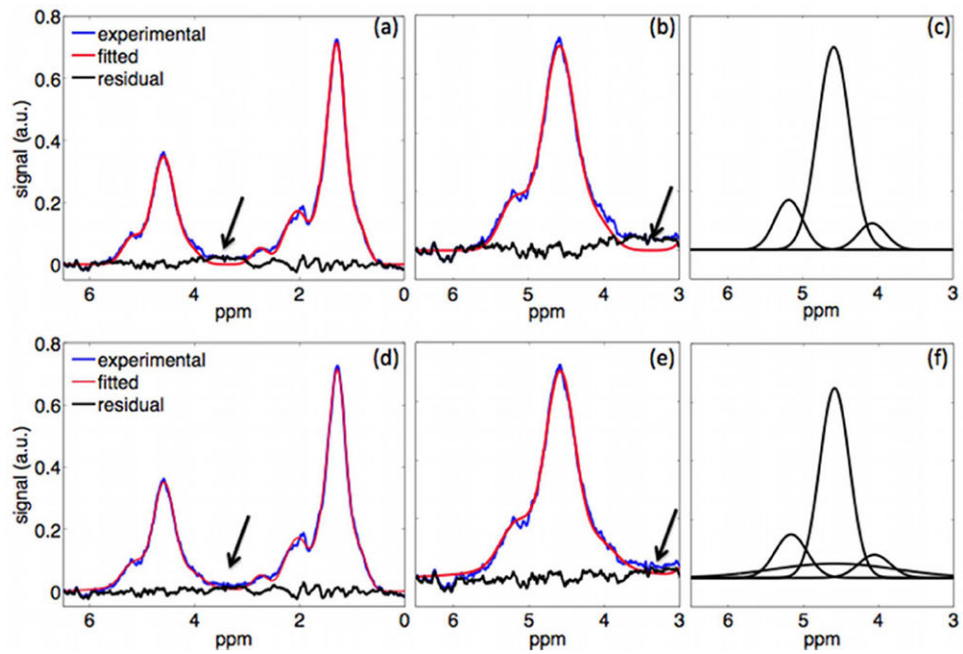 0.8
0.6
0.4
0.2
0
signal (a.u.)
experimental
fitted
residual
(a)
6
4
2
0
ppm
(b)
6
5
4
3
ppm
(c)
6
5
4
3
ppm
0.8
0.6
0.4
0.2
0
signal (a.u.)
experimental
fitted
residual
(d)
6
4
2
0
ppm
(e)
6
5
4
3
ppm
(f)
6
5
4
3
ppm